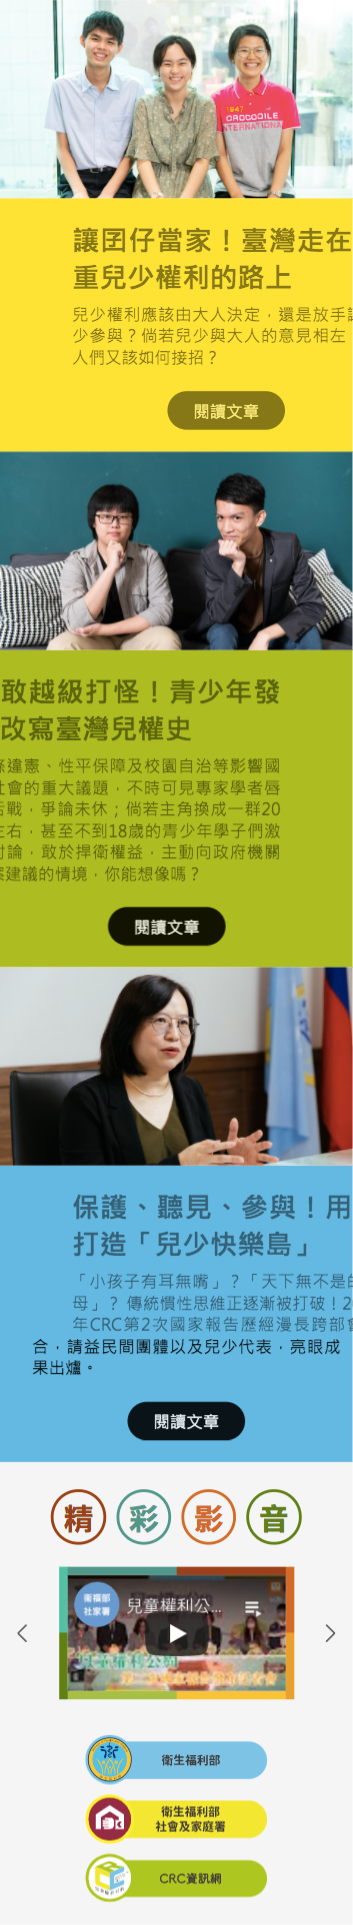 1947
CROCODILE
INTERNATIONAL
讓囝仔當家！臺灣走在
重兒少權利的路上
兒少權利應該由大人決定，還是放手
少參與？倘若兒少與大人的意見相左
人們又該如何接招？
閱讀文章
敢越級打怪！青少年發
改寫臺灣兒權史
條違憲、性平保障及校園自治等影響國
社會的重大議題，不時可見專家學者唇
舌戰，爭論未休；倘若主角換成一群20
左右，甚至不到18歲的青少年學子們激
討論，敢於捍衛權益，主動向政府機關
案建議的情境，你能想像嗎？
閱讀文章
保護、聽見、參與！用
打造「兒少快樂島」
「小孩子有耳無嘴」？「天下無不是的
母」？ 傳統慣性思維正逐漸被打破！2
年CRC第2次國家報告歷經漫長跨部會
合，請益民間團體以及兒少代表，亮眼成
果出爐。
閱讀文章
精彩影音
衛福部
社家署
兒童權利公...
兒童權利公約
衛生福利部
衛生福利部
社會及家庭署
CRC資訊網